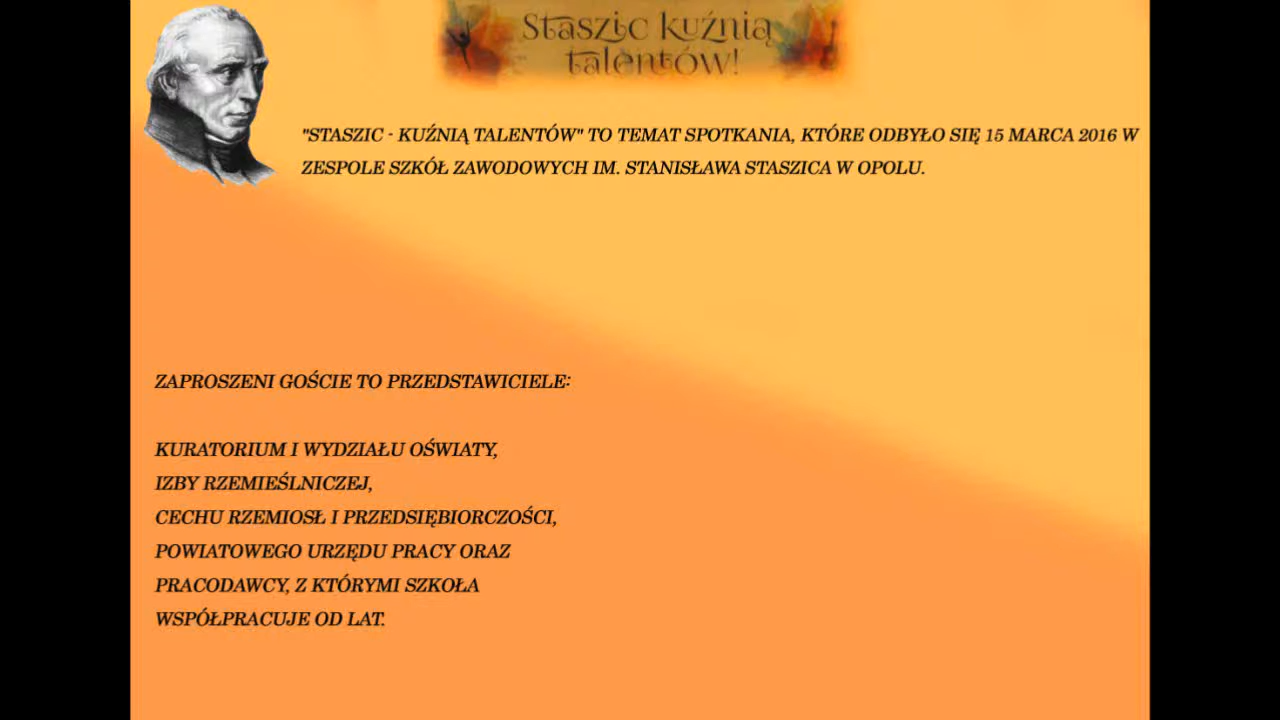 Staszic kuźnią
talentów!
"STASZIC - KUŹNIĄ TALENTÓW" TO TEMAT SPOTKANIA, KTÓRE ODBYŁO SIĘ 15 MARCA 2016 W
ZESPOLE SZKÓŁ ZAWODOWYCH IM. STANISŁAWA STASZICA W OPOLU.
ZAPROSZENI GOŚCIE TO PRZEDSTAWICIELE:
KURATORIUM I WYDZIAŁU OŚWIATY,
IZBY RZEMIEŚLNICZEJ,
CECHU RZEMIOSŁ I PRZEDSIĘBIORCZOŚCI,
POWIATOWEGO URZĘDU PRACY ORAZ
PRACODAWCY, Z KTÓRYMI SZKOŁA
WSPÓŁPRACUJE OD LAT.